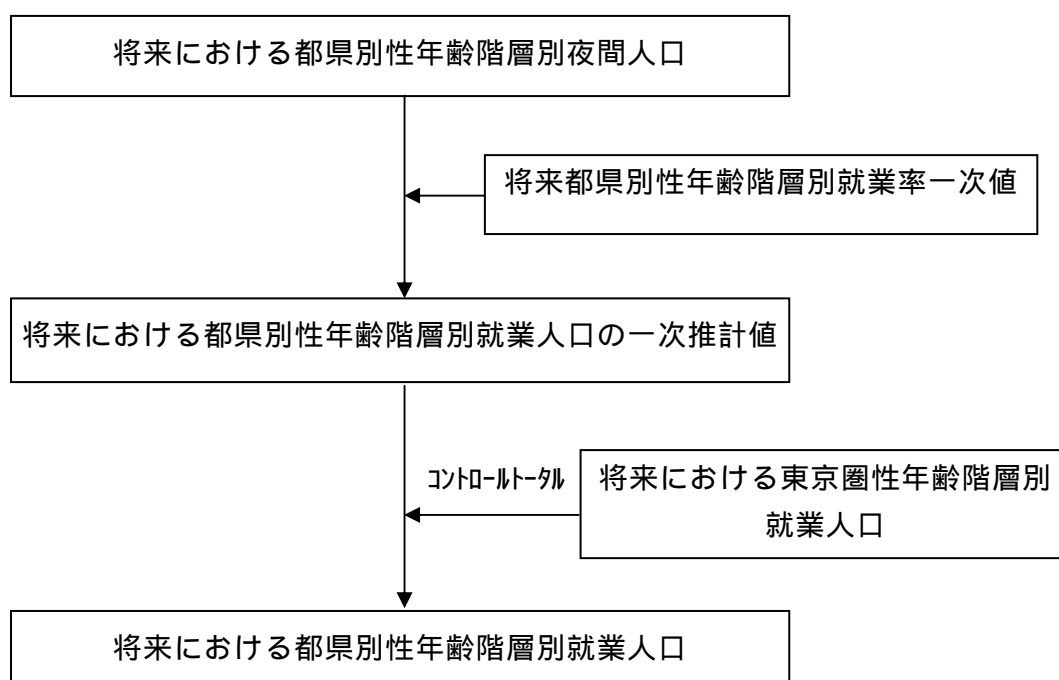 将来における都県別性年齢階層別夜間人口
将来都県別性年齢階層別就業率一次値
将来における都県別性年齢階層別就業人口の一次推計値
ｺﾝﾄﾛｰﾙﾄｰﾀﾙ
将来における東京圏性年齢階層別
就業人口
将来における都県別性年齢階層別就業人口